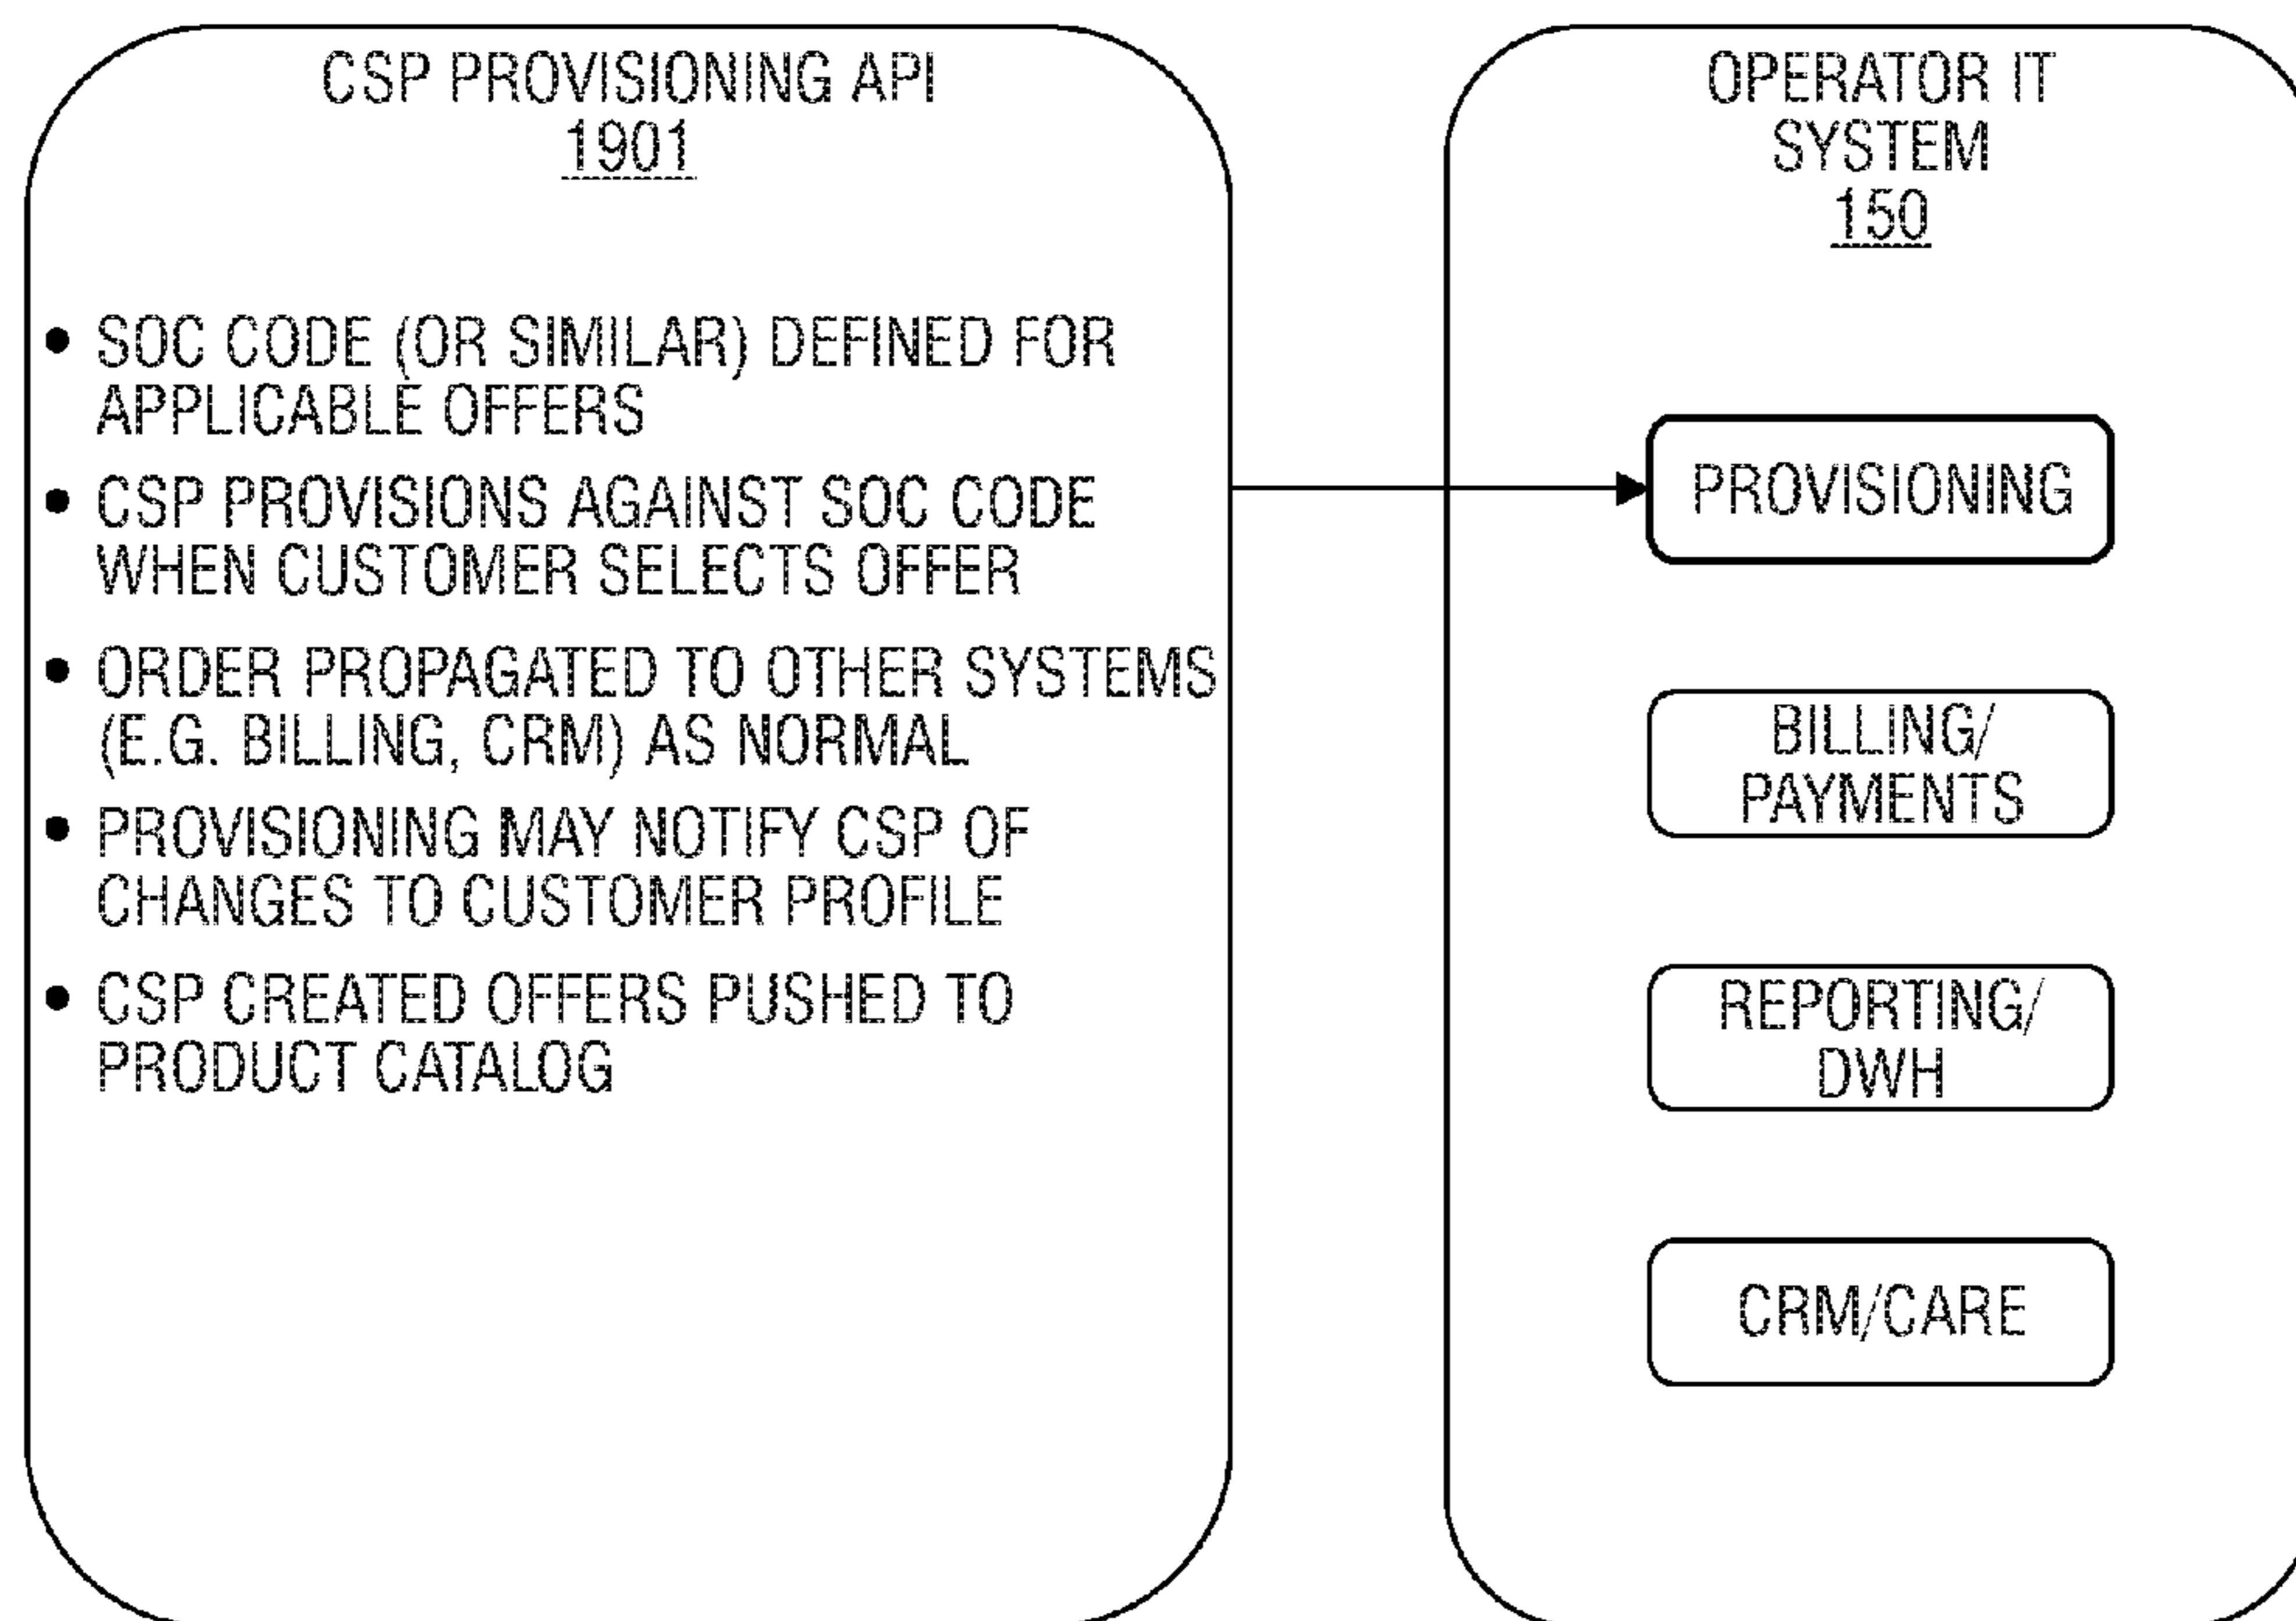 CSP PROVISIONING API
1901
• SOC CODE (OR SIMILAR) DEFINED FOR
APPLICABLE OFFERS
• CSP PROVISIONS AGAINST SOC CODE
WHEN CUSTOMER SELECTS OFFER
• ORDER PROPAGATED TO OTHER SYSTEMS
(E.G. BILLING, CRM) AS NORMAL
• PROVISIONING MAY NOTIFY CSP OF
CHANGES TO CUSTOMER PROFILE
• CSP CREATED OFFERS PUSHED TO
PRODUCT CATALOG
OPERATOR IT
SYSTEM
150
PROVISIONING
BILLING/
PAYMENTS
REPORTING/
DWH
CRM/CARE